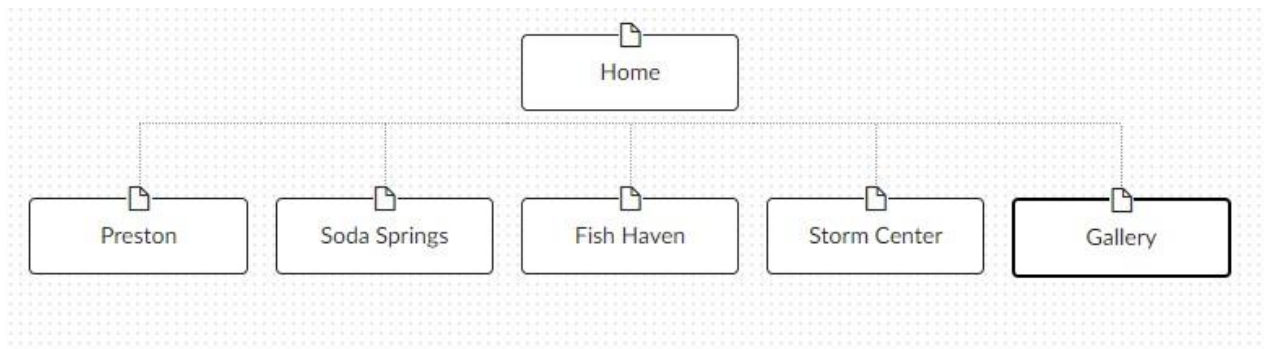 Home
Preston
Soda Springs
Fish Haven
Storm Center
Gallery